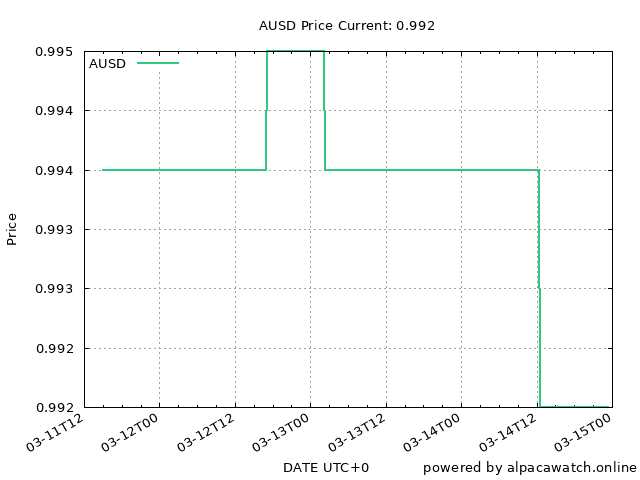 AUSD Price Current: 0.992
AUSD
0.995
0.994
0.994
0.993
0.993
0.992
0.992
Price
03-11T12
03-12T00
03-12T12
03-13T00
03-13T12
03-14T00
03-14T12
03-15T00
DATE UTC+0
powered by alpacawatch.online